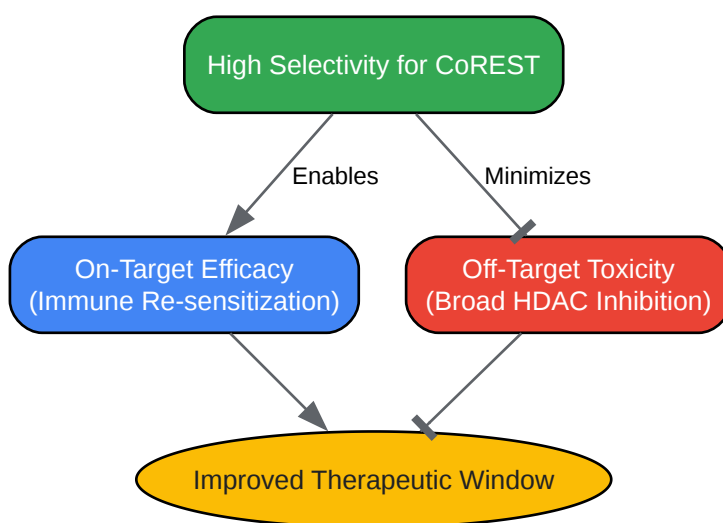 High Selectivity for CoREST
Enables
Minimizes
On-Target Efficacy
(Immune Re-sensitization)
Off-Target Toxicity
(Broad HDAC Inhibition)
Improved Therapeutic Window